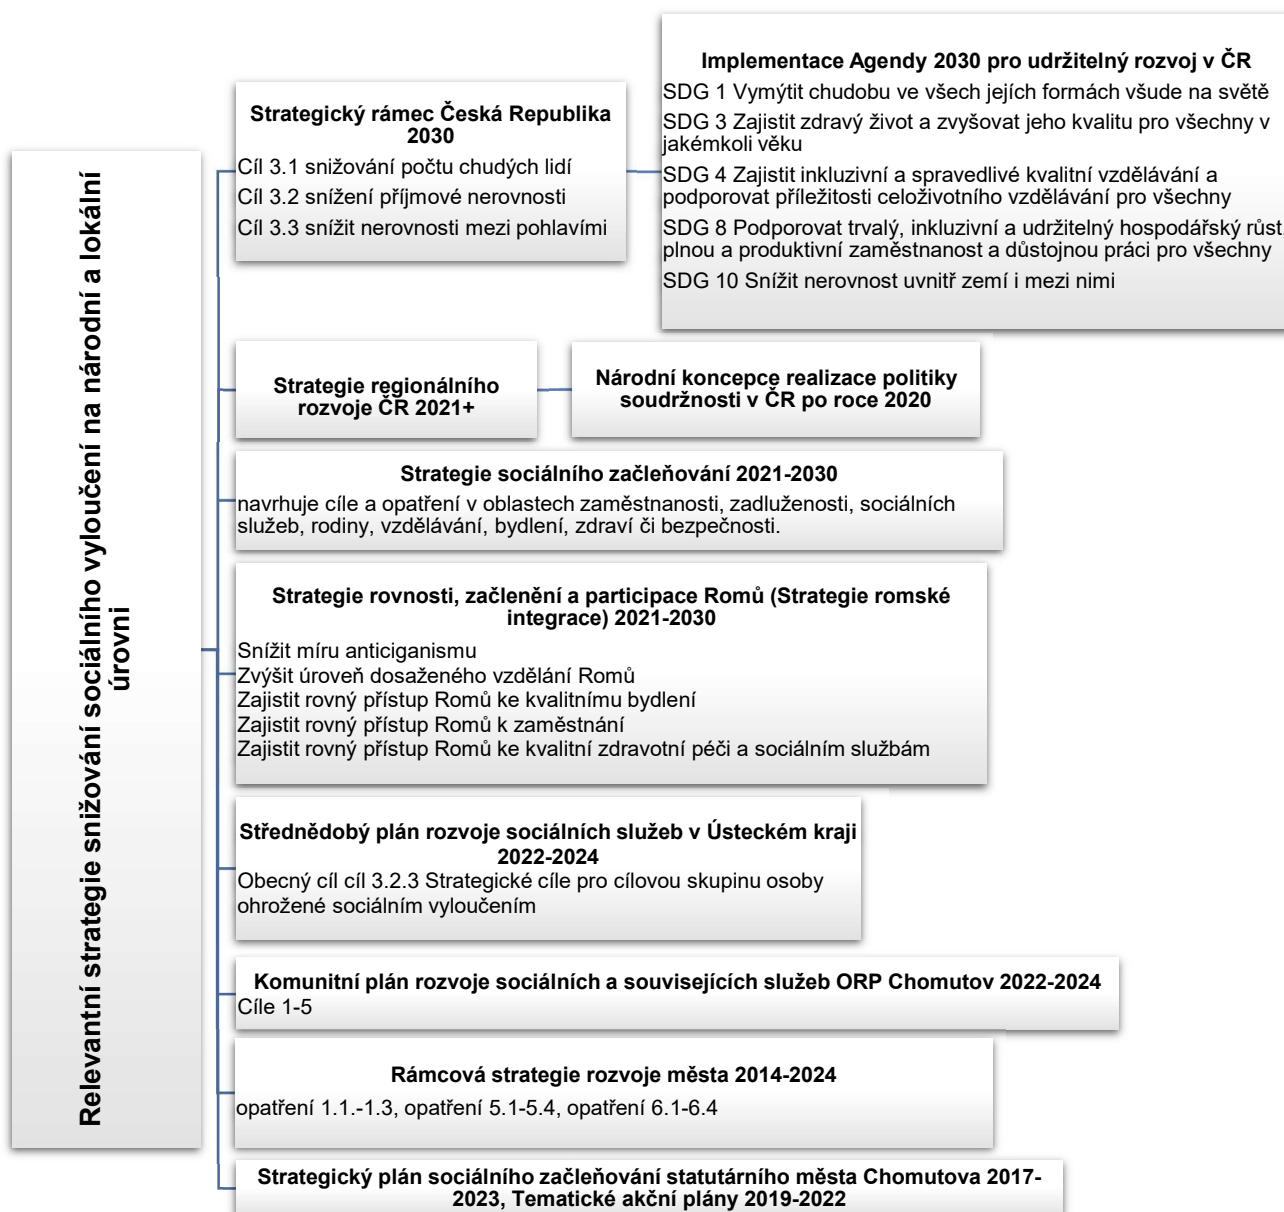 Relevantní strategie snižování sociálního vyloučení na národní a lokální
úrovni
Strategický rámec Česká Republika
2030
Cíl 3.1 snižování počtu chudých lidí
Cíl 3.2 snížení příjmové nerovnosti
Cíl 3.3 snížit nerovnosti mezi pohlavími
Implementace Agendy 2030 pro udržitelný rozvoj v ČR
SDG 1 Vymýtit chudobu ve všech jejích formách všude na světě
SDG 3 Zajistit zdravý život a zvyšovat jeho kvalitu pro všechny v
jakémkoli věku
SDG 4 Zajistit inkluzivní a spravedlivé kvalitní vzdělávání a
podporovat příležitosti celoživotního vzdělávání pro všechny
SDG 8 Podporovat trvalý, inkluzivní a udržitelný hospodářský růst,
plnou a produktivní zaměstnanost a důstojnou práci pro všechny
SDG 10 Snížit nerovnost uvnitř zemí i mezi nimi
Strategie regionálního
rozvoje ČR 2021+
Národní koncepce realizace politiky
soudržnosti v ČR po roce 2020
Strategie sociálního začleňování 2021-2030
navrhuje cíle a opatření v oblastech zaměstnanosti, zadluženosti, sociálních
služeb, rodiny, vzdělávání, bydlení, zdraví či bezpečnosti.
Strategie rovnosti, začlenění a participace Romů (Strategie romské
integrace) 2021-2030
Snížit míru anticiganismu
Zvýšit úroveň dosaženého vzdělání Romů
Zajistit rovný přístup Romů ke kvalitnímu bydlení
Zajistit rovný přístup Romů k zaměstnání
Zajistit rovný přístup Romů ke kvalitní zdravotní péči a sociálním službám
Střednědobý plán rozvoje sociálních služeb v Ústeckém kraji
2022-2024
Obecný cíl cíl 3.2.3 Strategické cíle pro cílovou skupinu osoby
ohrožené sociálním vyloučením
Komunitní plán rozvoje sociálních a souvisejících služeb ORP Chomutov 2022-2024
Cíle 1-5
Rámcová strategie rozvoje města 2014-2024
opatření 1.1.-1.3, opatření 5.1-5.4, opatření 6.1-6.4
Strategický plán sociálního začleňování statutárního města Chomutova 2017-
2023, Tematické akční plány 2019-2022